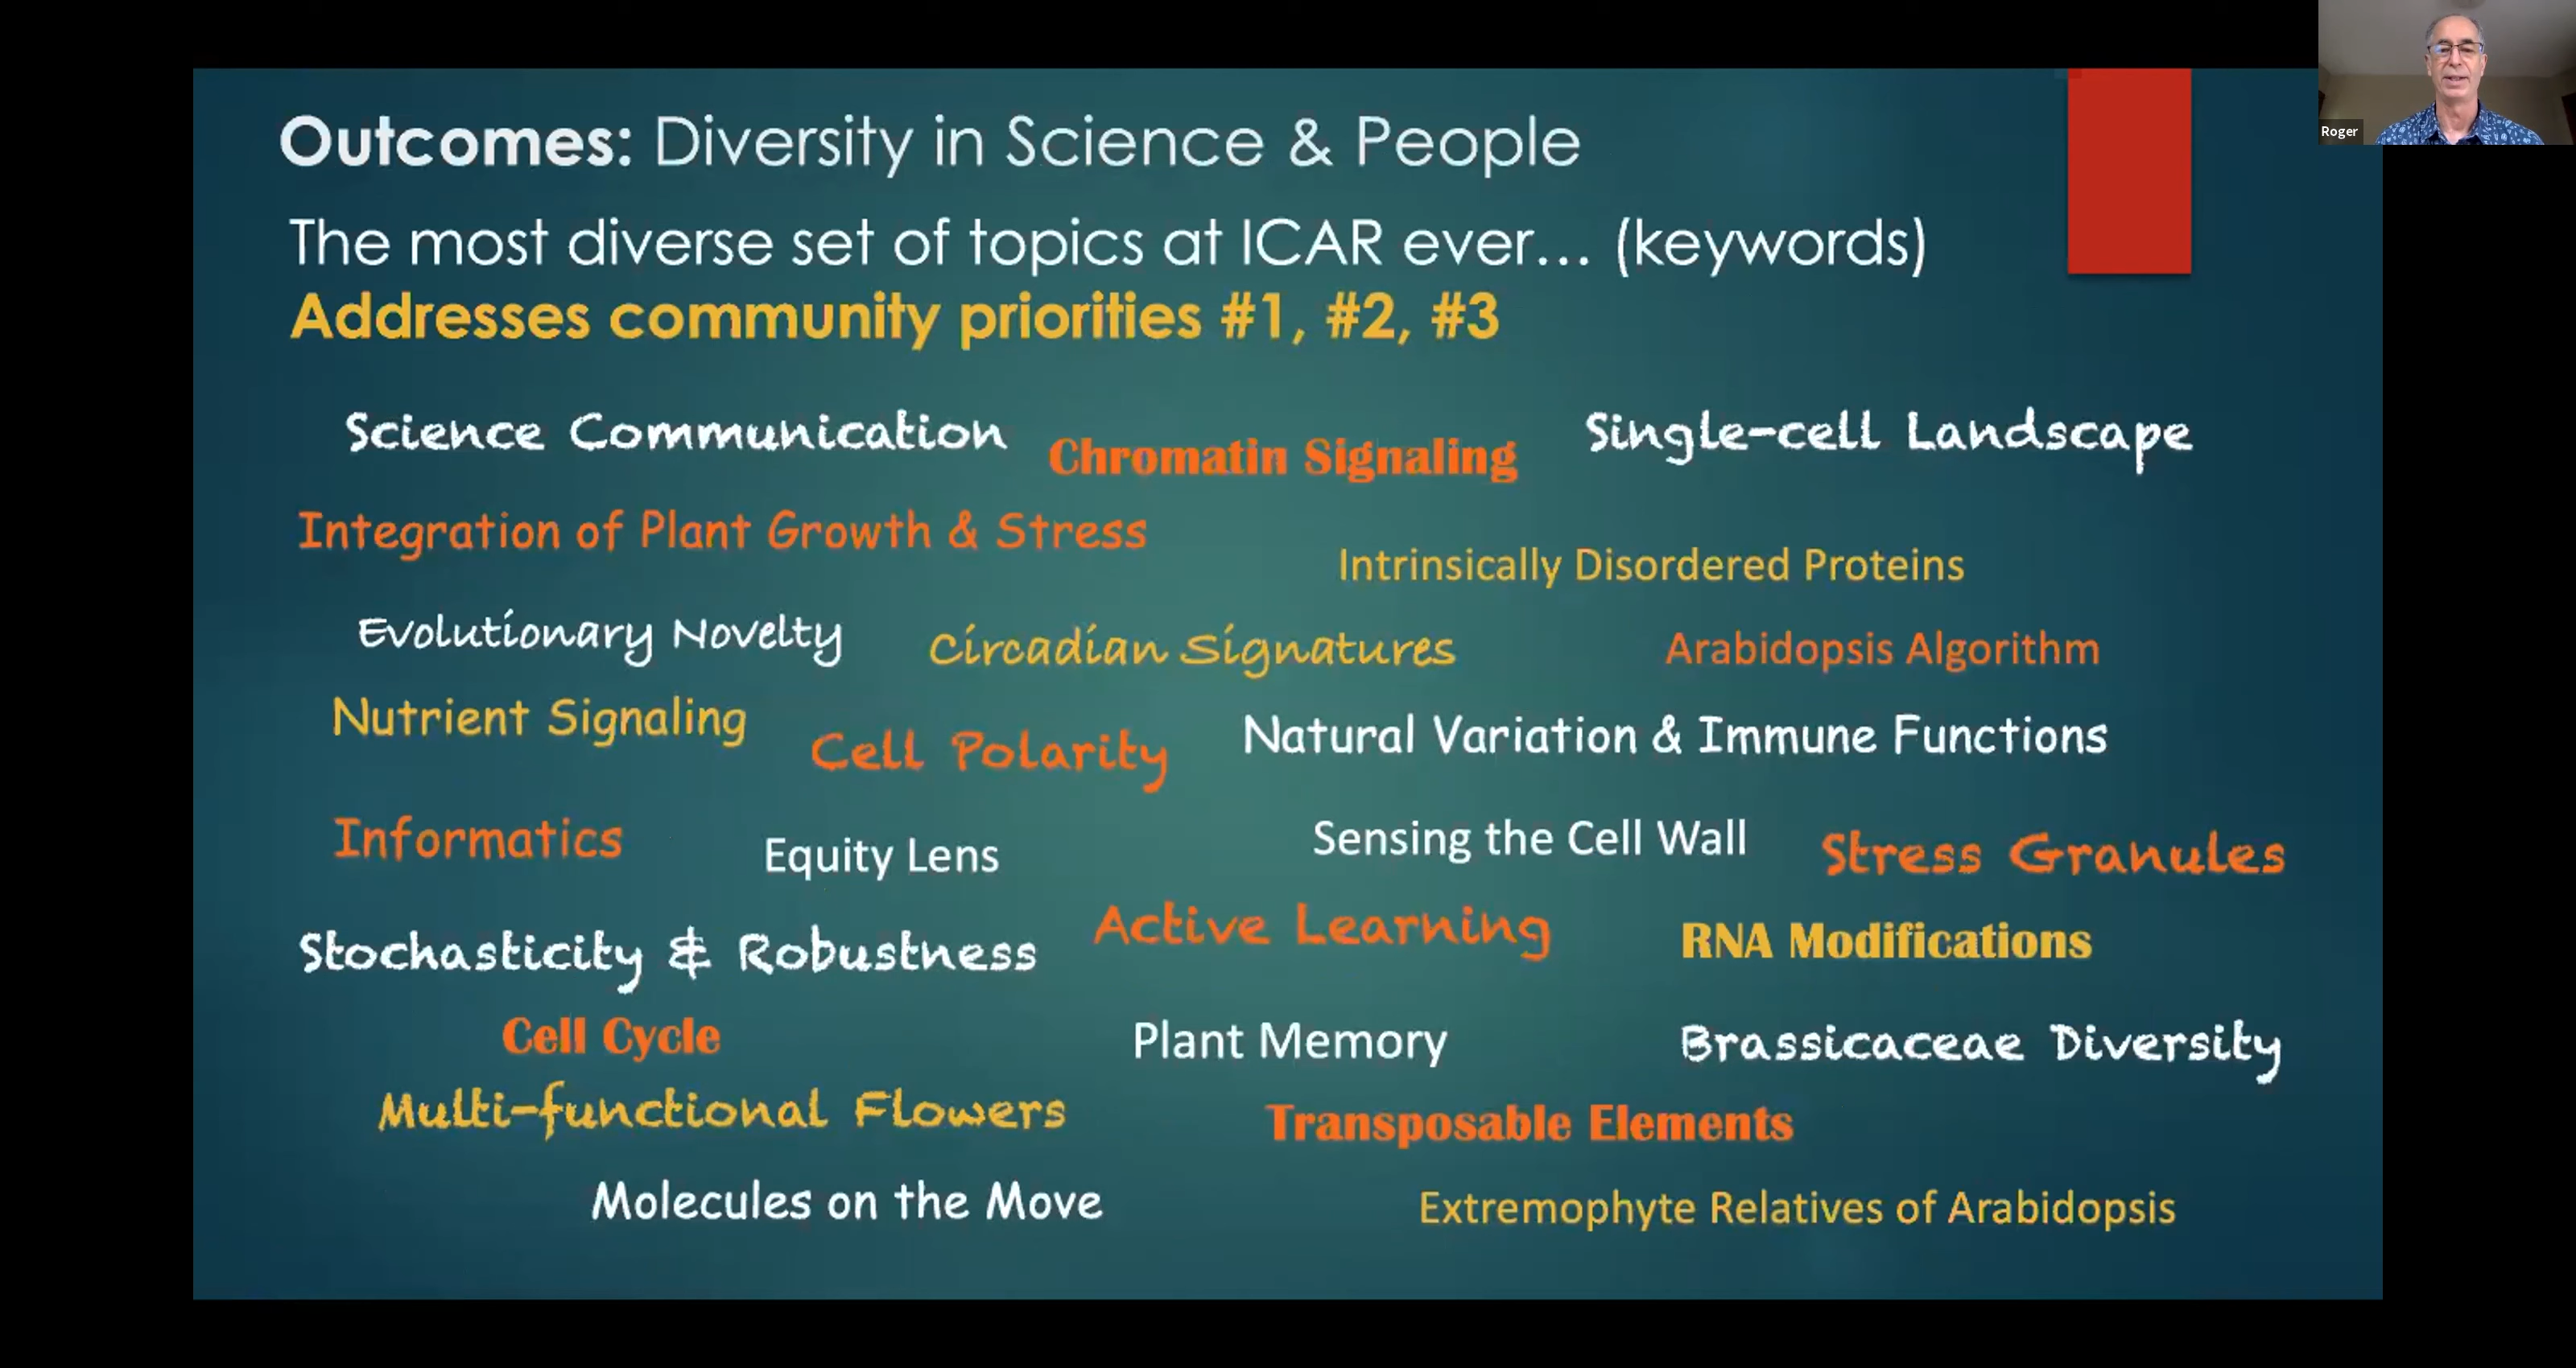 Outcomes: Diversity in Science & People
The most diverse set of topics at ICAR ever... (keywords)
Addresses community priorities #1, #2, #3
Science Communication
Chromatin Signaling
Single-cell Landscape
Integration of Plant Growth & Stress
Intrinsically Disordered Proteins
Evolutionary Novelty
Circadian Signatures
Arabidopsis Algorithm
Nutrient Signaling
Cell Polarity
Natural Variation & Immune Functions
Informatics
Equity Lens
Sensing the Cell Wall
Stress Granules
Stochasticity & Robustness
Active Learning
RNA Modifications
Cell Cycle
Plant Memory
Brassicaceae Diversity
Multi-functional Flowers
Transposable Elements
Molecules on the Move
Extremophyte Relatives of Arabidopsis
Roger